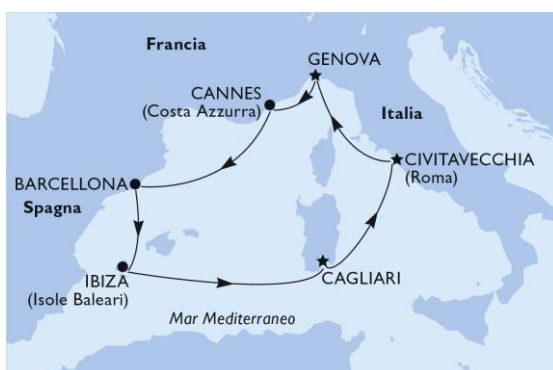 Francia
GENOVA
CANNES
(Costa Azzurra)
Italia
CIVITAVECCHIA
(Roma)
BARCELLONA
Spagna
IBIZA
(Isole Baleari)
CAGLIARI
Mar Mediterraneo